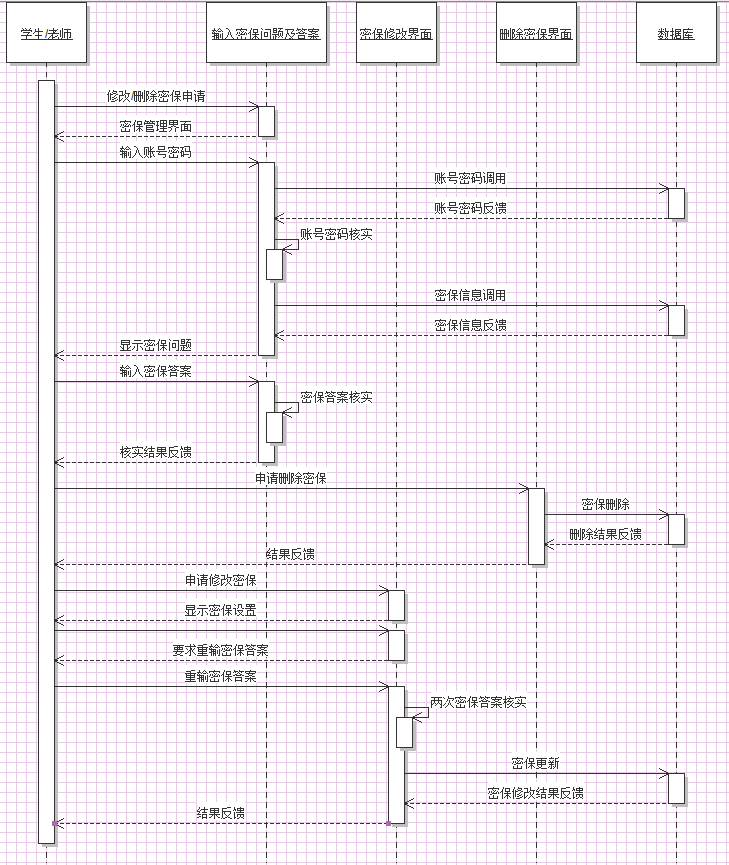 学生/老师
输入密保问题及答案
密保修改界面
删除密保界面
数据库
修改/删除密保申请
密保管理界面
输入账号密码
账号密码调用
账号密码反馈
账号密码核实
密保信息调用
密保信息反馈
显示密保问题
输入密保答案
密保答案核实
核实结果反馈
申请删除密保
密保删除
删除结果反馈
结果反馈
申请修改密保
显示密保设置
要求重输密保答案
重输密保答案
两次密保答案核实
密保更新
密保修改结果反馈
结果反馈